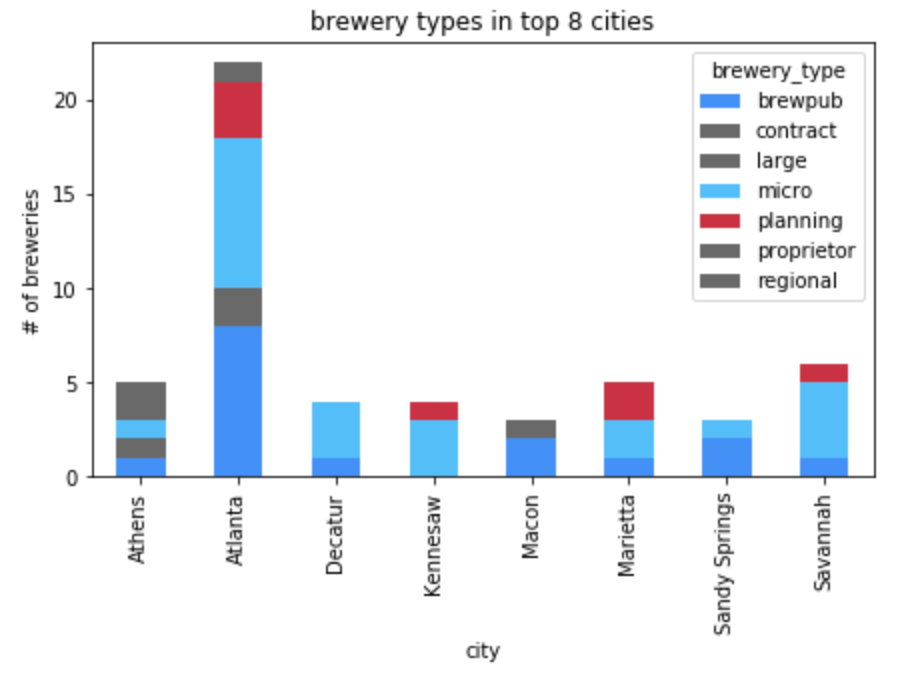 brewery types in top 8 cities
brewery_type
brewpub
contract
large
micro
planning
proprietor
regional
# of breweries
20
15
10
5
0
Athens
Atlanta
Decatur
Kennesaw
Macon
Marietta
Sandy Springs
Savannah
city